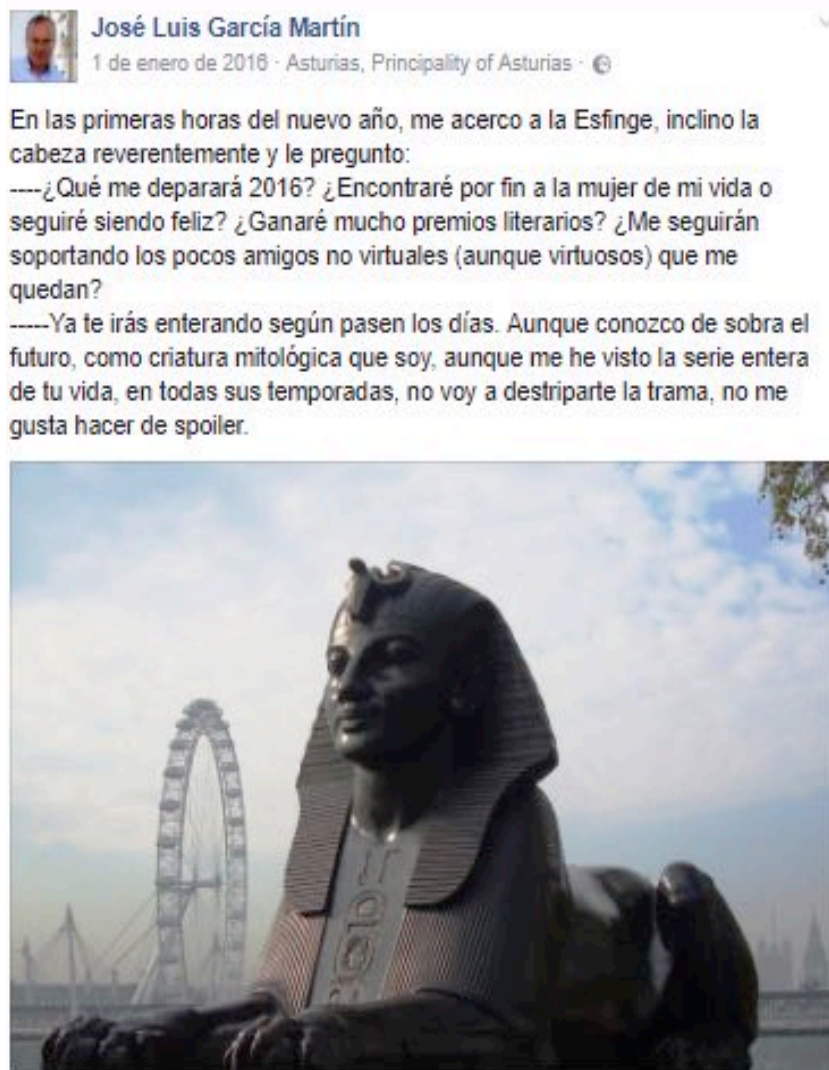 José Luis García Martín
1 de enero de 2016 · Asturias, Principality of Asturias ·
En las primeras horas del nuevo año, me acerco a la Esfinge, inclino la
cabeza reverentemente y le pregunto:
----¿Qué me deparará 2016? ¿Encontraré por fin a la mujer de mi vida o
seguiré siendo feliz? ¿Ganaré mucho premios literarios? ¿Me seguirán
soportando los pocos amigos no virtuales (aunque virtuosos) que me
quedan?
-----Ya te irás enterando según pasen los días. Aunque conozco de sobra el
futuro, como criatura mitológica que soy, aunque me he visto la serie entera
de tu vida, en todas sus temporadas, no voy a destriparte la trama, no me
gusta hacer de spoiler.